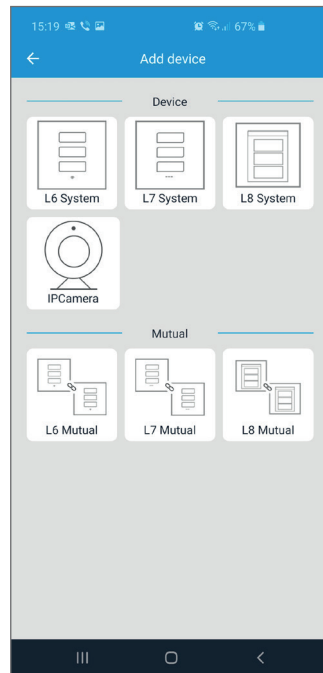 15:19 67%
Add device
Device
L6 System L7 System L8 System
IPCamera
Mutual
L6 Mutual L7 Mutual L8 Mutual